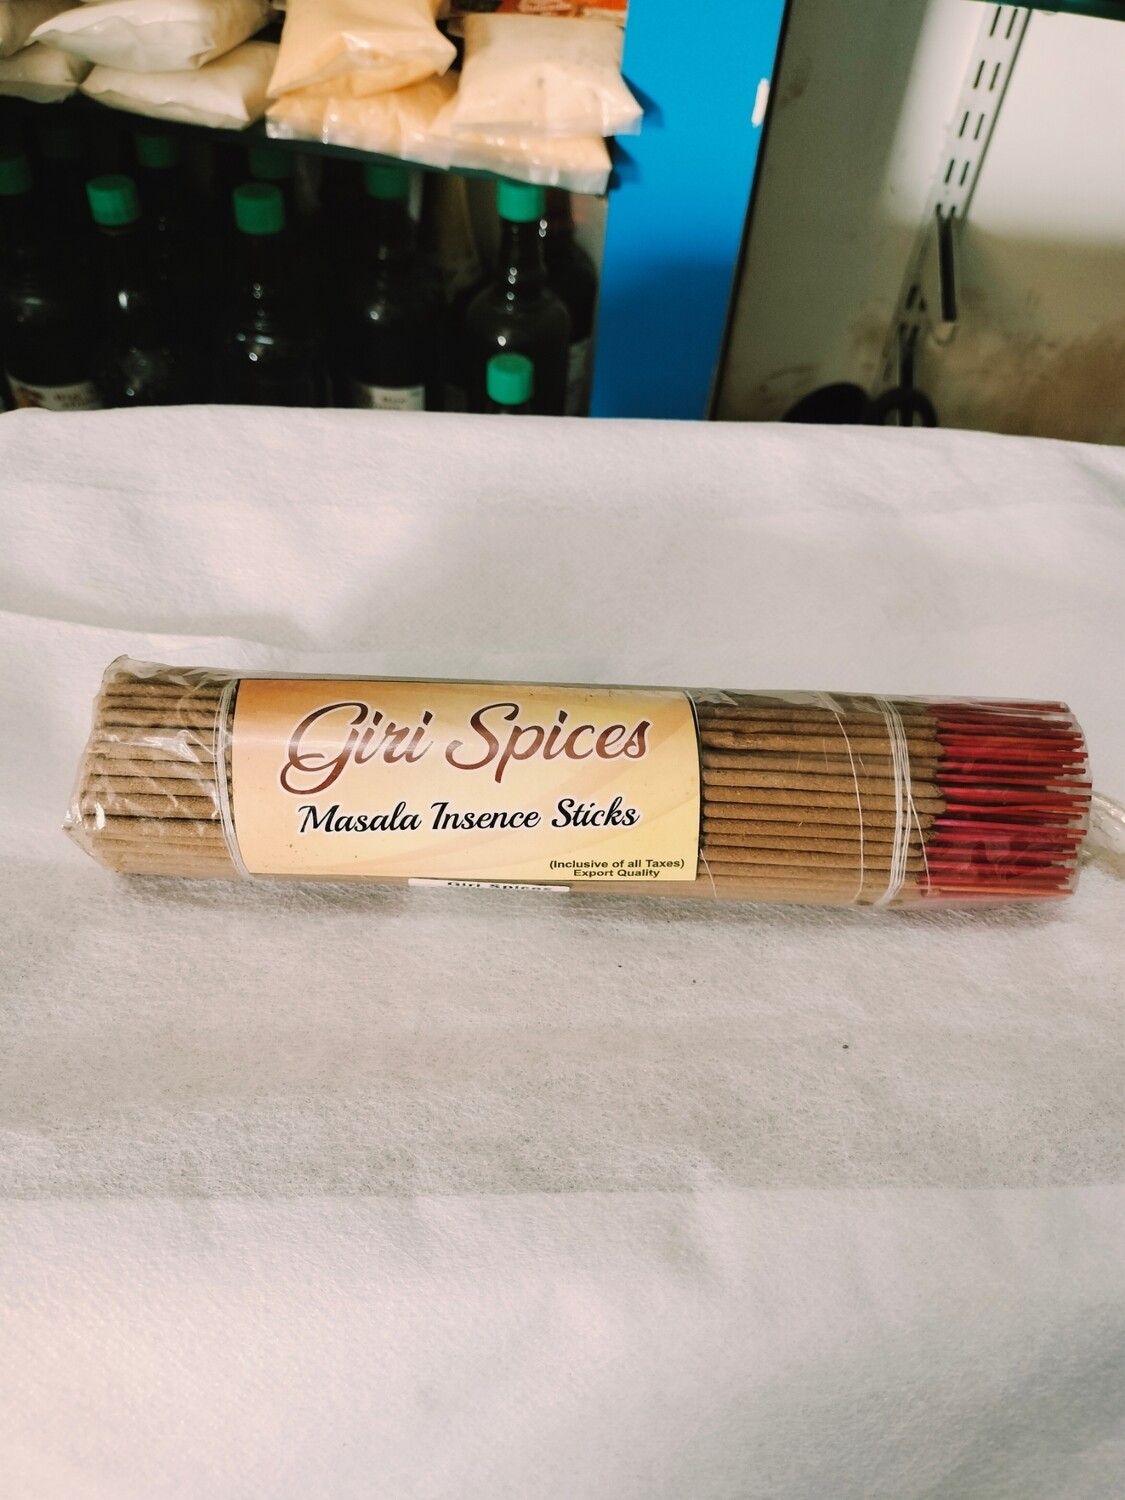 Giri Spices
Masala Insence Sticks
(Inclusive of all Taxes)
Export Quality
Giri Spices